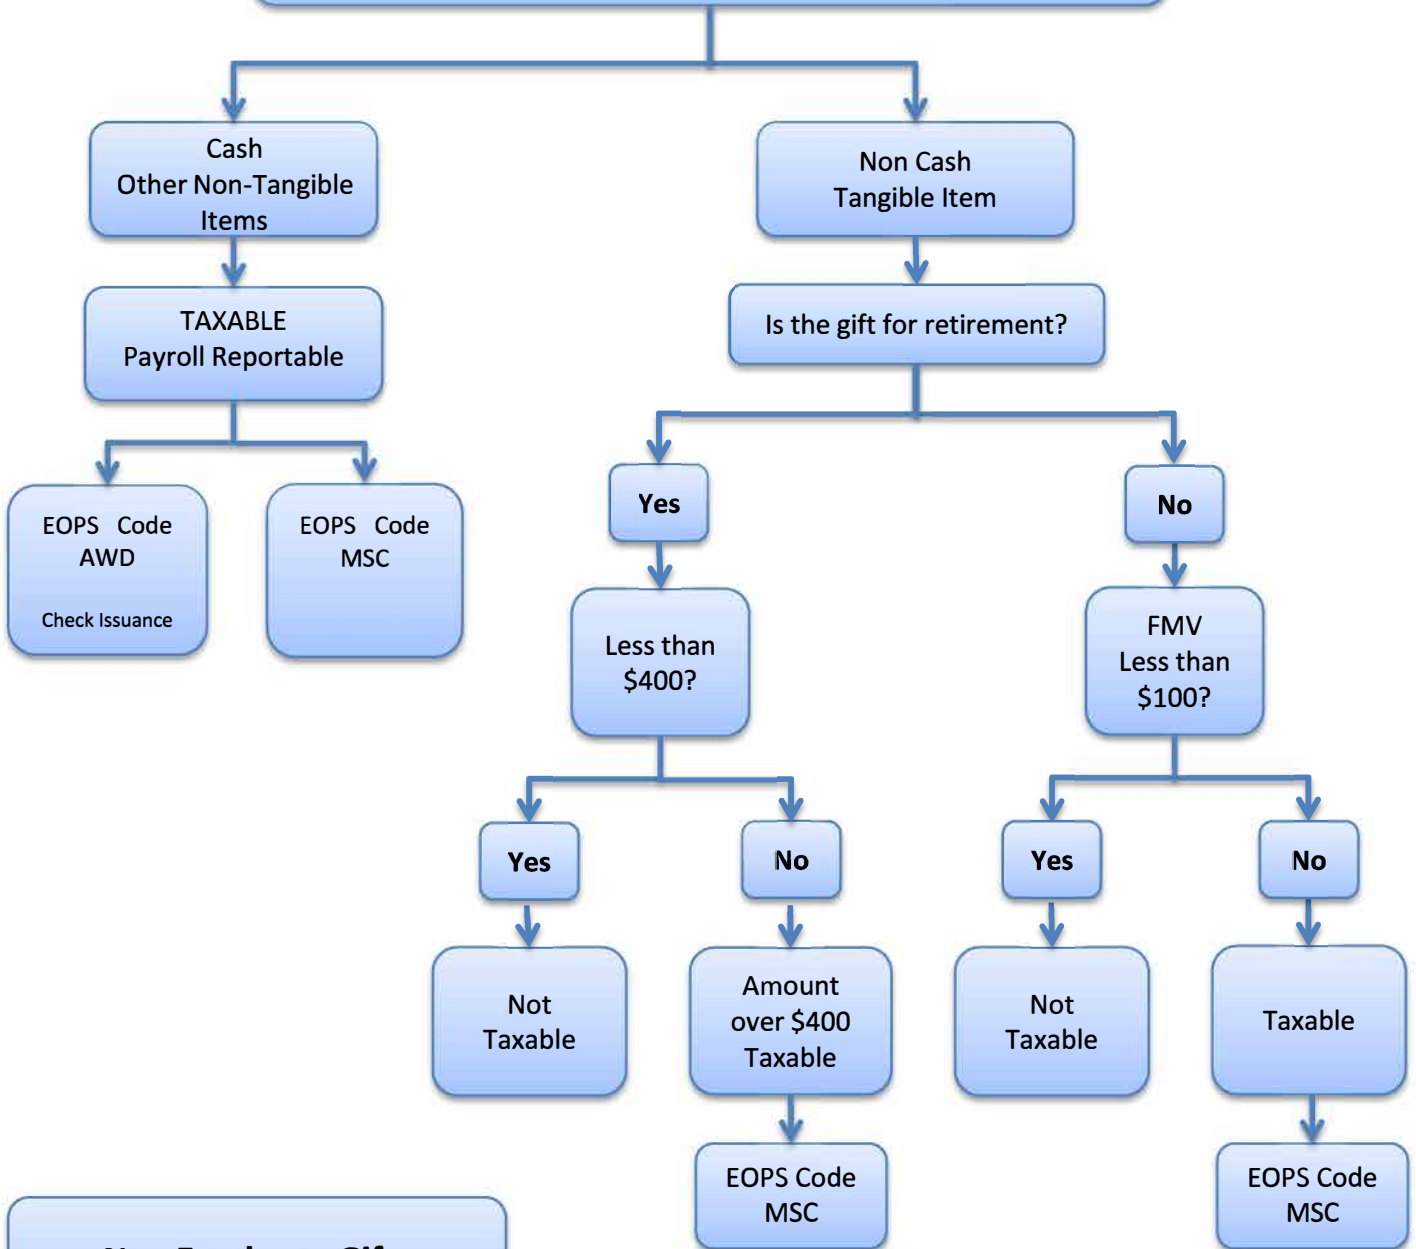 Cash
Other Non-Tangible
Items
Non Cash
Tangible Item
TAXABLE
Payroll Reportable
Is the gift for retirement?
EOPS Code
AWD
Check Issuance
EOPS Code
MSC
Yes
No
Less than
$400?
FMV
Less than
$100?
Yes
No
Yes
No
Not
Taxable
Amount
over $400
Taxable
Not
Taxable
Taxable
EOPS Code
MSC
EOPS Code
MSC